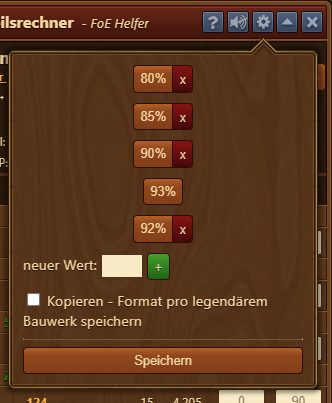 ilsrechner - FoE Helfer ?
80% x
85% x
90% x
93%
92% x
neuer Wert: +
Kopieren - Format pro legendärem
Bauwerk speichern
Speichern
124 15 4.205 0 90